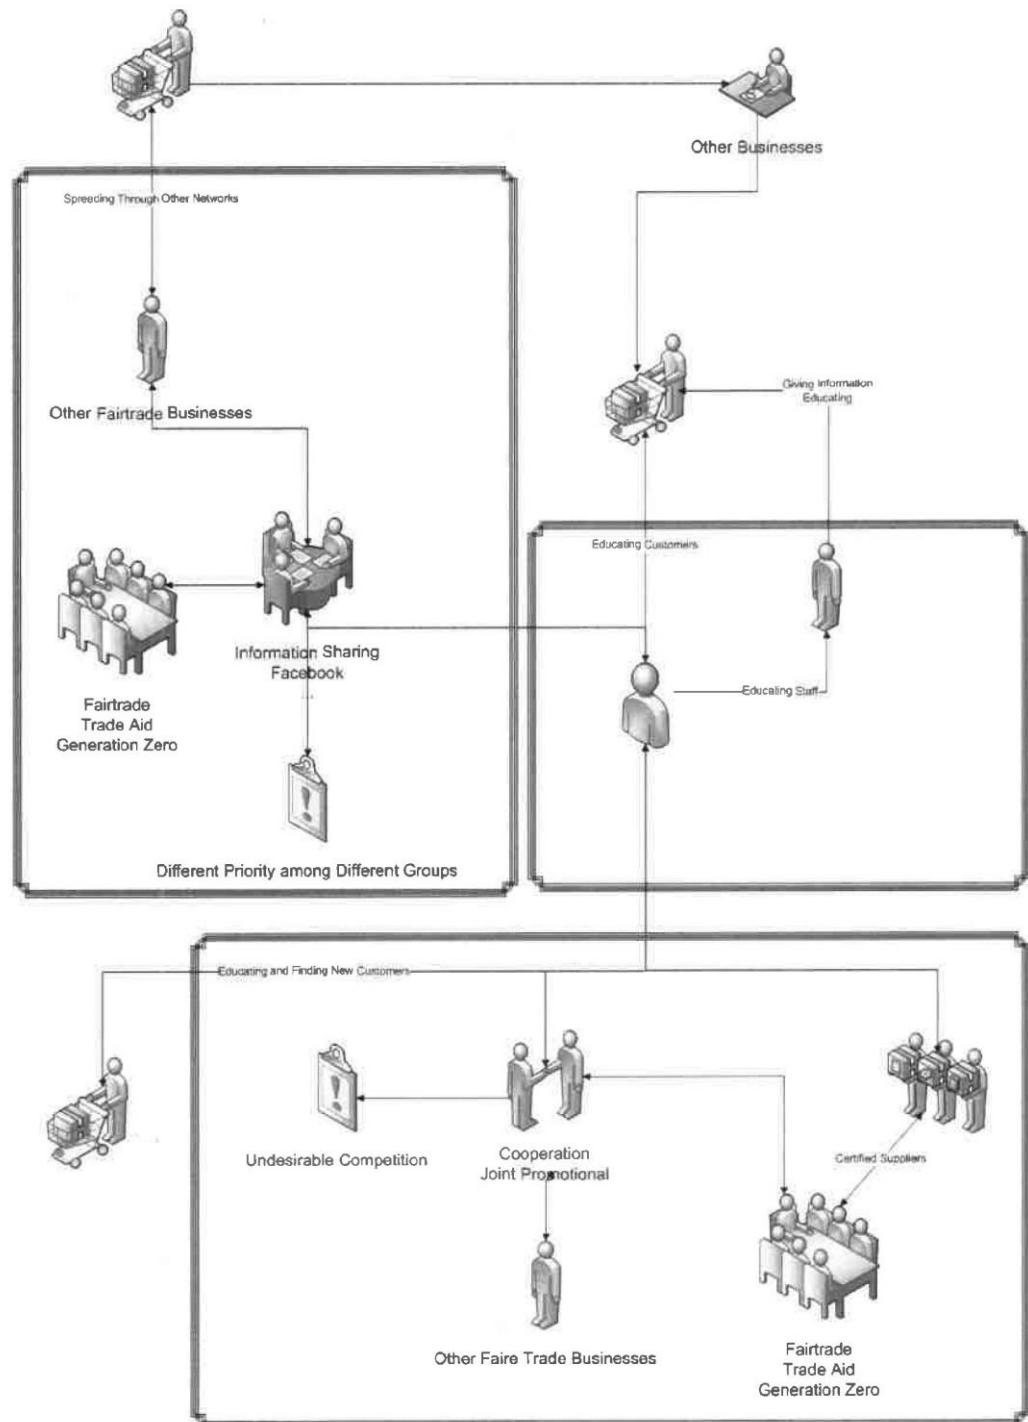 Other Businesses
Spreeding Through Other Networks
Other Fairtrade Businesses
Giving Information
Educating
Educating Customers
Information Sharing
Facebook
...
Educating Staff
Fairtrade
Trade Aid
Generation Zero
Different Priority among Different Groups
Educating and Finding New Customers
Undesirable Competition
Cooperation
Joint Promotional
Certified Suppliers
Other Faire Trade Businesses
Fairtrade
Trade Aid
Generation Zero